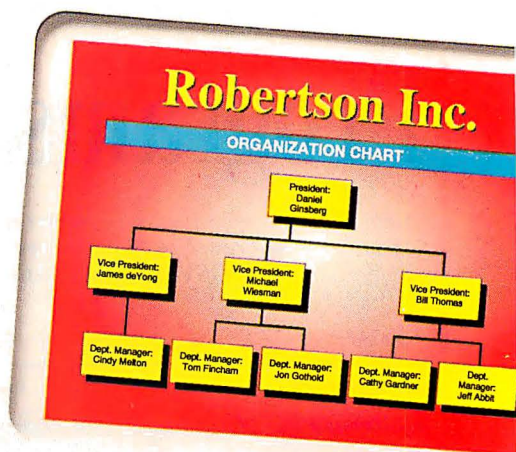 Robertson Inc.
ORGANIZATION CHART
President:
Daniel
Ginsberg
Vice President:
James deYong
Vice President:
Michael
Wiesman
Vice President:
Bill Thomas
Dept. Manager:
Cindy Melton
Dept. Manager:
Tom Fincham
Dept. Manager:
Jon Gothold
Dept. Manager:
Cathy Gardner
Dept.
Manager:
Jeff Abbit